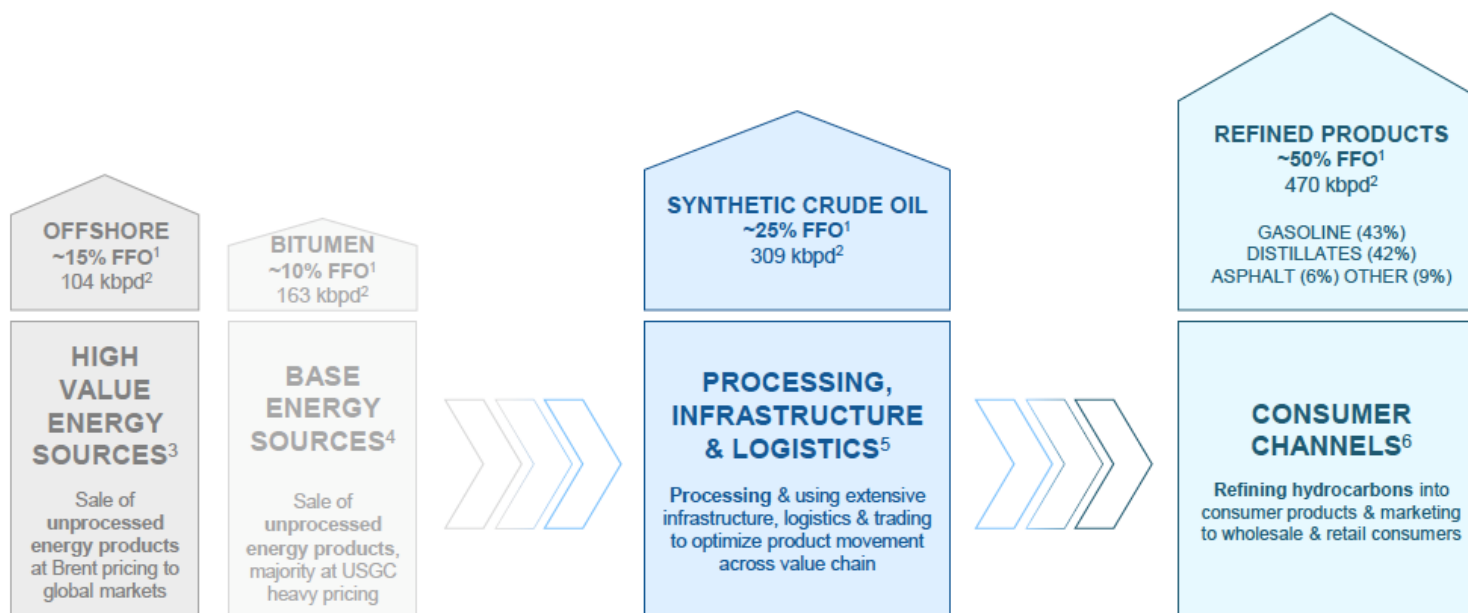 OFFSHORE
~15% FFO¹
104 kbpd²
HIGH
VALUE
ENERGY
SOURCES³
Sale of
unprocessed
energy products
at Brent pricing to
global markets
BITUMEN
~10% FFO¹
163 kbpd²
BASE
ENERGY
SOURCES⁴
Sale of
unprocessed
energy products,
majority at USGC
heavy pricing
SYNTHETIC CRUDE OIL
~25% FFO¹
309 kbpd²
PROCESSING,
INFRASTRUCTURE
& LOGISTICS⁵
Processing & using extensive
infrastructure, logistics & trading
to optimize product movement
across value chain
REFINED PRODUCTS
~50% FFO¹
470 kbpd²
GASOLINE (43%)
DISTILLATES (42%)
ASPHALT (6%) OTHER (9%)
CONSUMER
CHANNELS⁶
Refining hydrocarbons into
consumer products & marketing
to wholesale & retail consumers